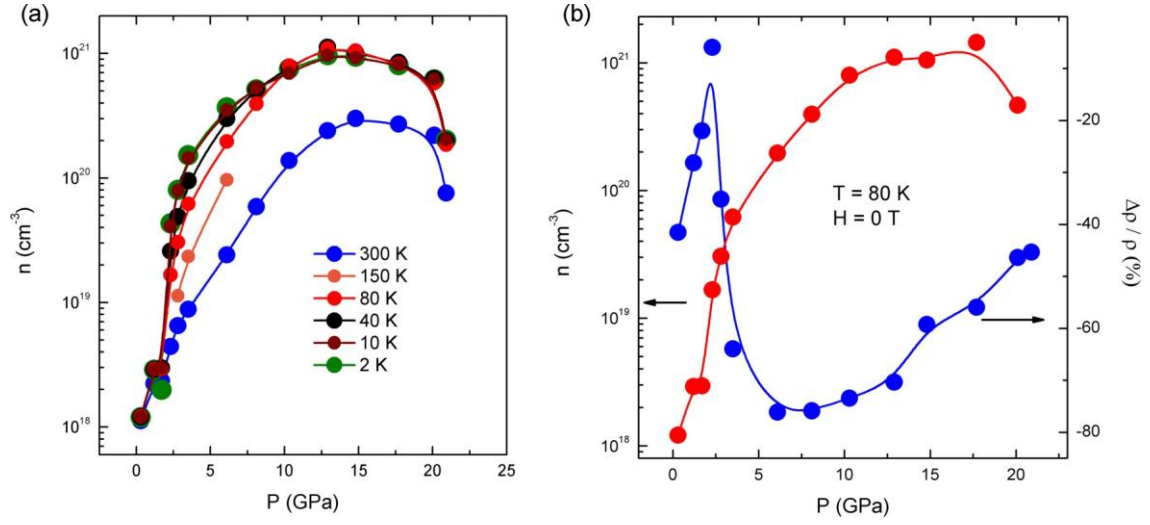 (a)
10²¹
10²⁰
10¹⁹
10¹⁸
n (cm⁻³)
300 K
150 K
80 K
40 K
10 K
2 K
0 5 10 15 20 25
P (GPa)
(b)
10²¹
10²⁰
10¹⁹
10¹⁸
n (cm⁻³)
T = 80 K
H = 0 T
-20
-40
-60
-80
Δρ / ρ (%)
0 5 10 15 20
P (GPa)